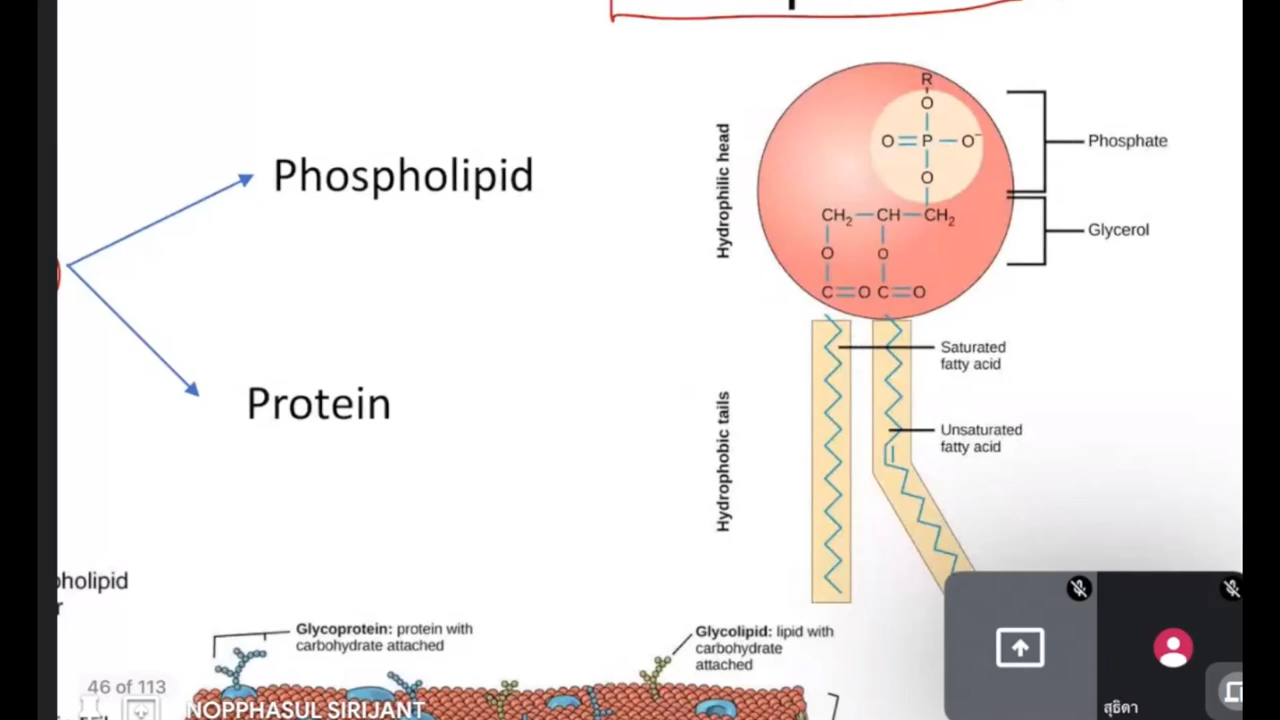 Phospholipid
Protein
Hydrophilic head
R
O
O=P–O⁻
O
CH₂–CH–CH₂
O O
C=O C=O
Phosphate
Glycerol
Hydrophobic tails
Saturated
fatty acid
Unsaturated
fatty acid
Glycoprotein: protein with
carbohydrate attached
Glycolipid: lipid with
carbohydrate
attached
46 of 113
NOPPHASUL SIRIJANT
สุธิดา